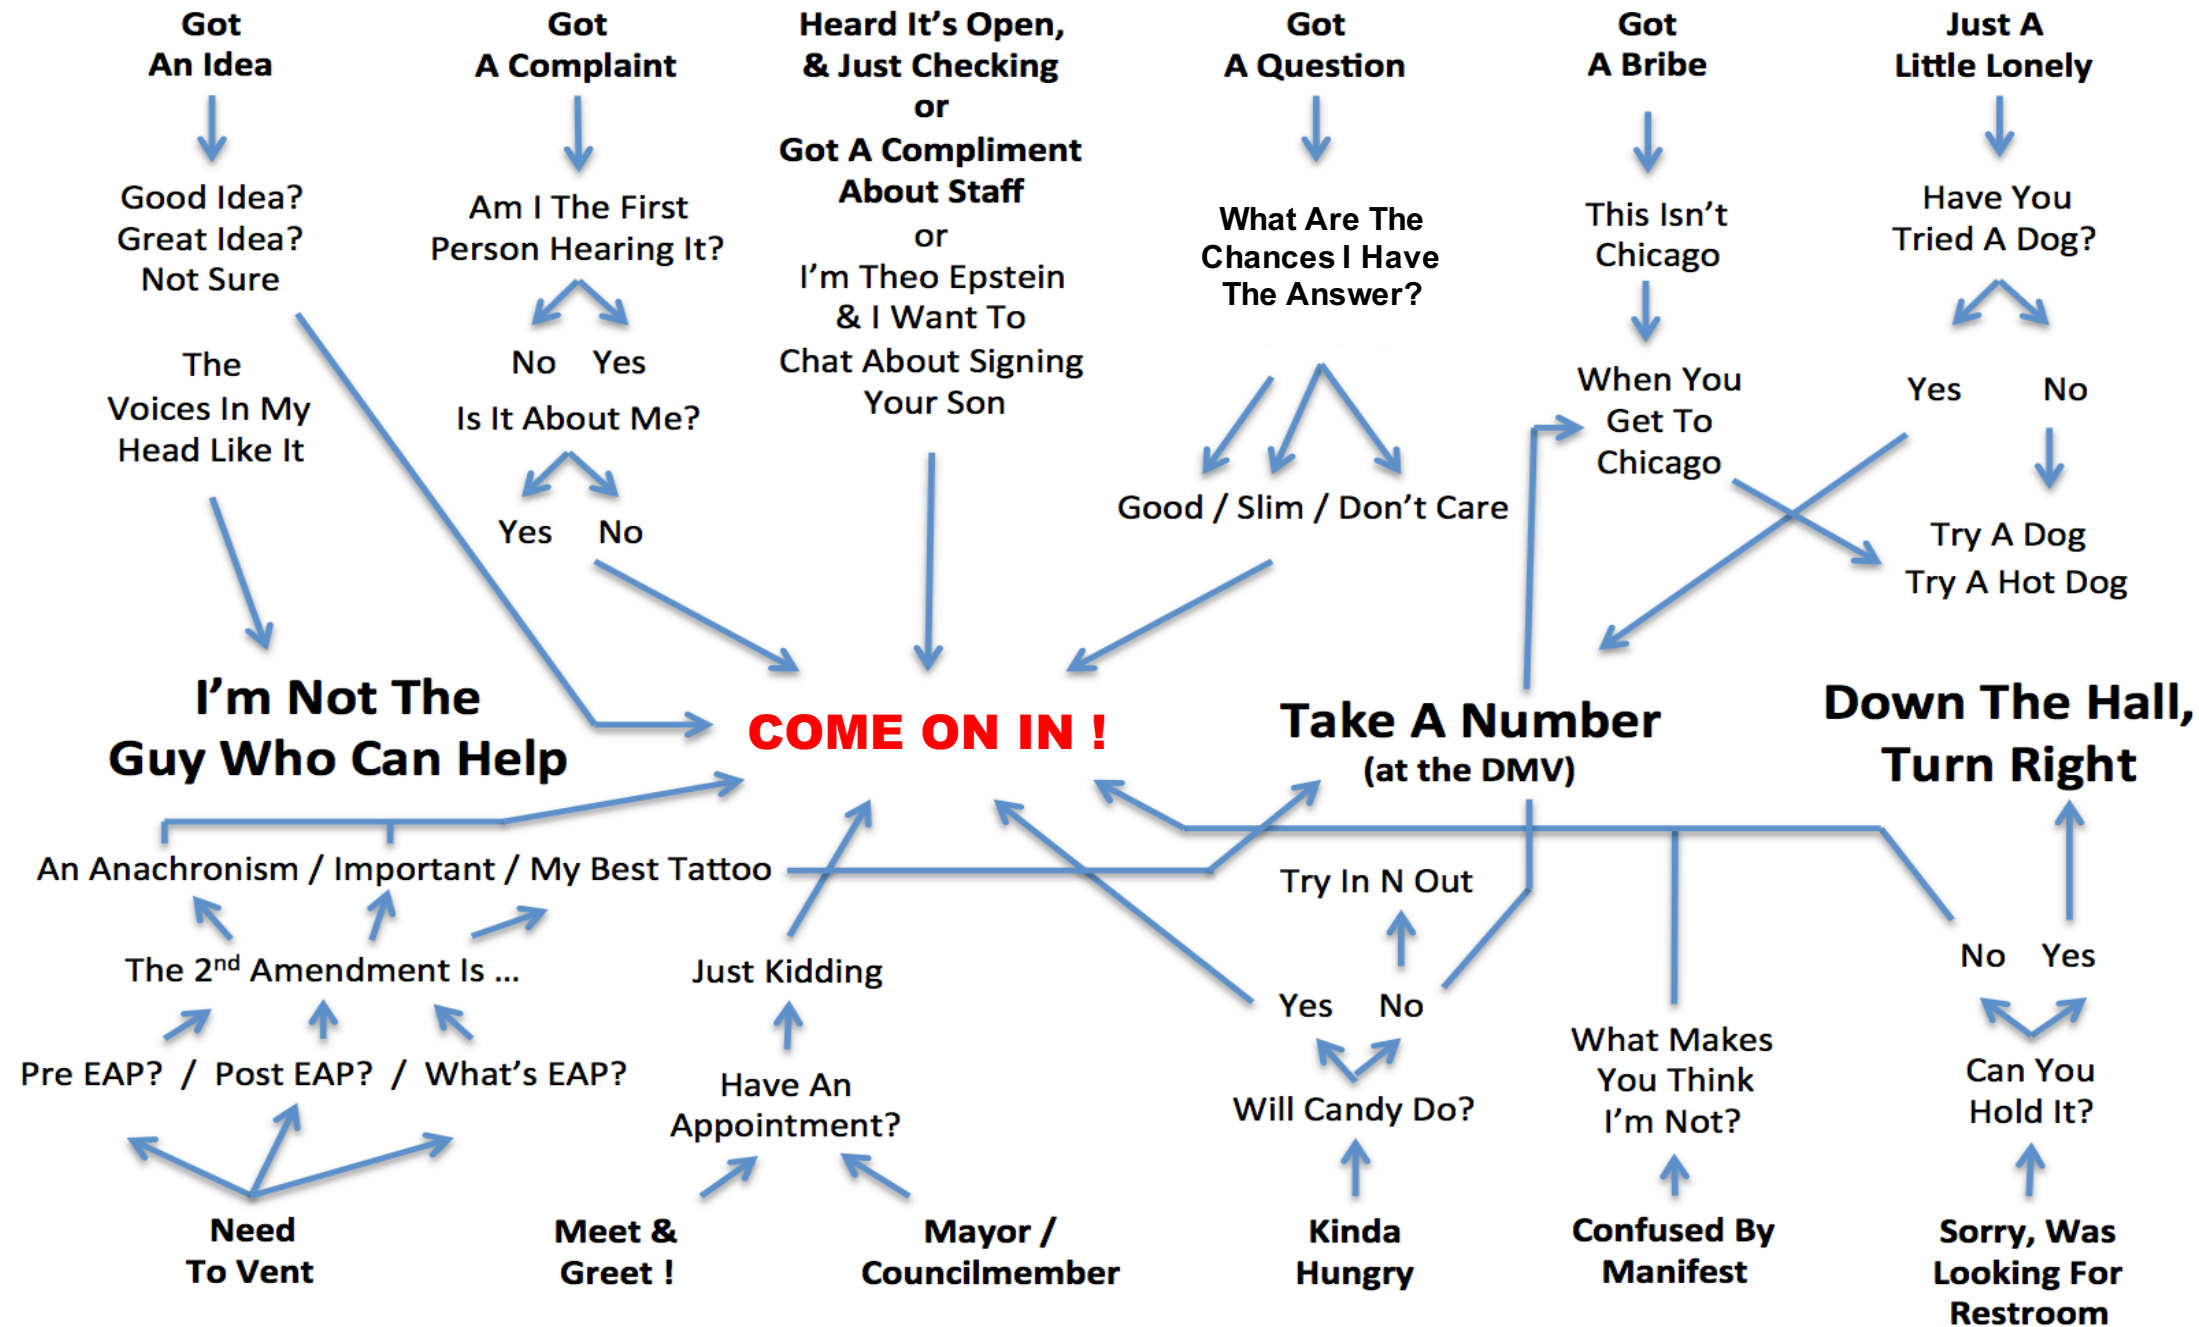 Got
An Idea
Good Idea?
Great Idea?
Not Sure
The
Voices In My
Head Like It
I'm Not The
Guy Who Can Help
Got
A Complaint
Am I The First
Person Hearing It?
No Yes
Is It About Me?
Yes No
Heard It's Open,
& Just Checking
or
Got A Compliment
About Staff
or
I'm Theo Epstein
& I Want To
Chat About Signing
Your Son
COME ON IN !
Got
A Question
What Are The
Chances I Have
The Answer?
Good / Slim / Don't Care
Got
A Bribe
This Isn't
Chicago
When You
Get To
Chicago
Take A Number
(at the DMV)
Just A
Little Lonely
Have You
Tried A Dog?
Yes No
Try A Dog
Try A Hot Dog
Down The Hall,
Turn Right
An Anachronism / Important / My Best Tattoo
The 2nd Amendment Is ...
Pre EAP? / Post EAP? / What's EAP?
Need
To Vent
Just Kidding
Have An
Appointment?
Meet &
Greet !
Mayor /
Councilmember
Try In N Out
Yes No
Will Candy Do?
Kinda
Hungry
What Makes
You Think
I'm Not?
Confused By
Manifest
No Yes
Can You
Hold It?
Sorry, Was
Looking For
Restroom